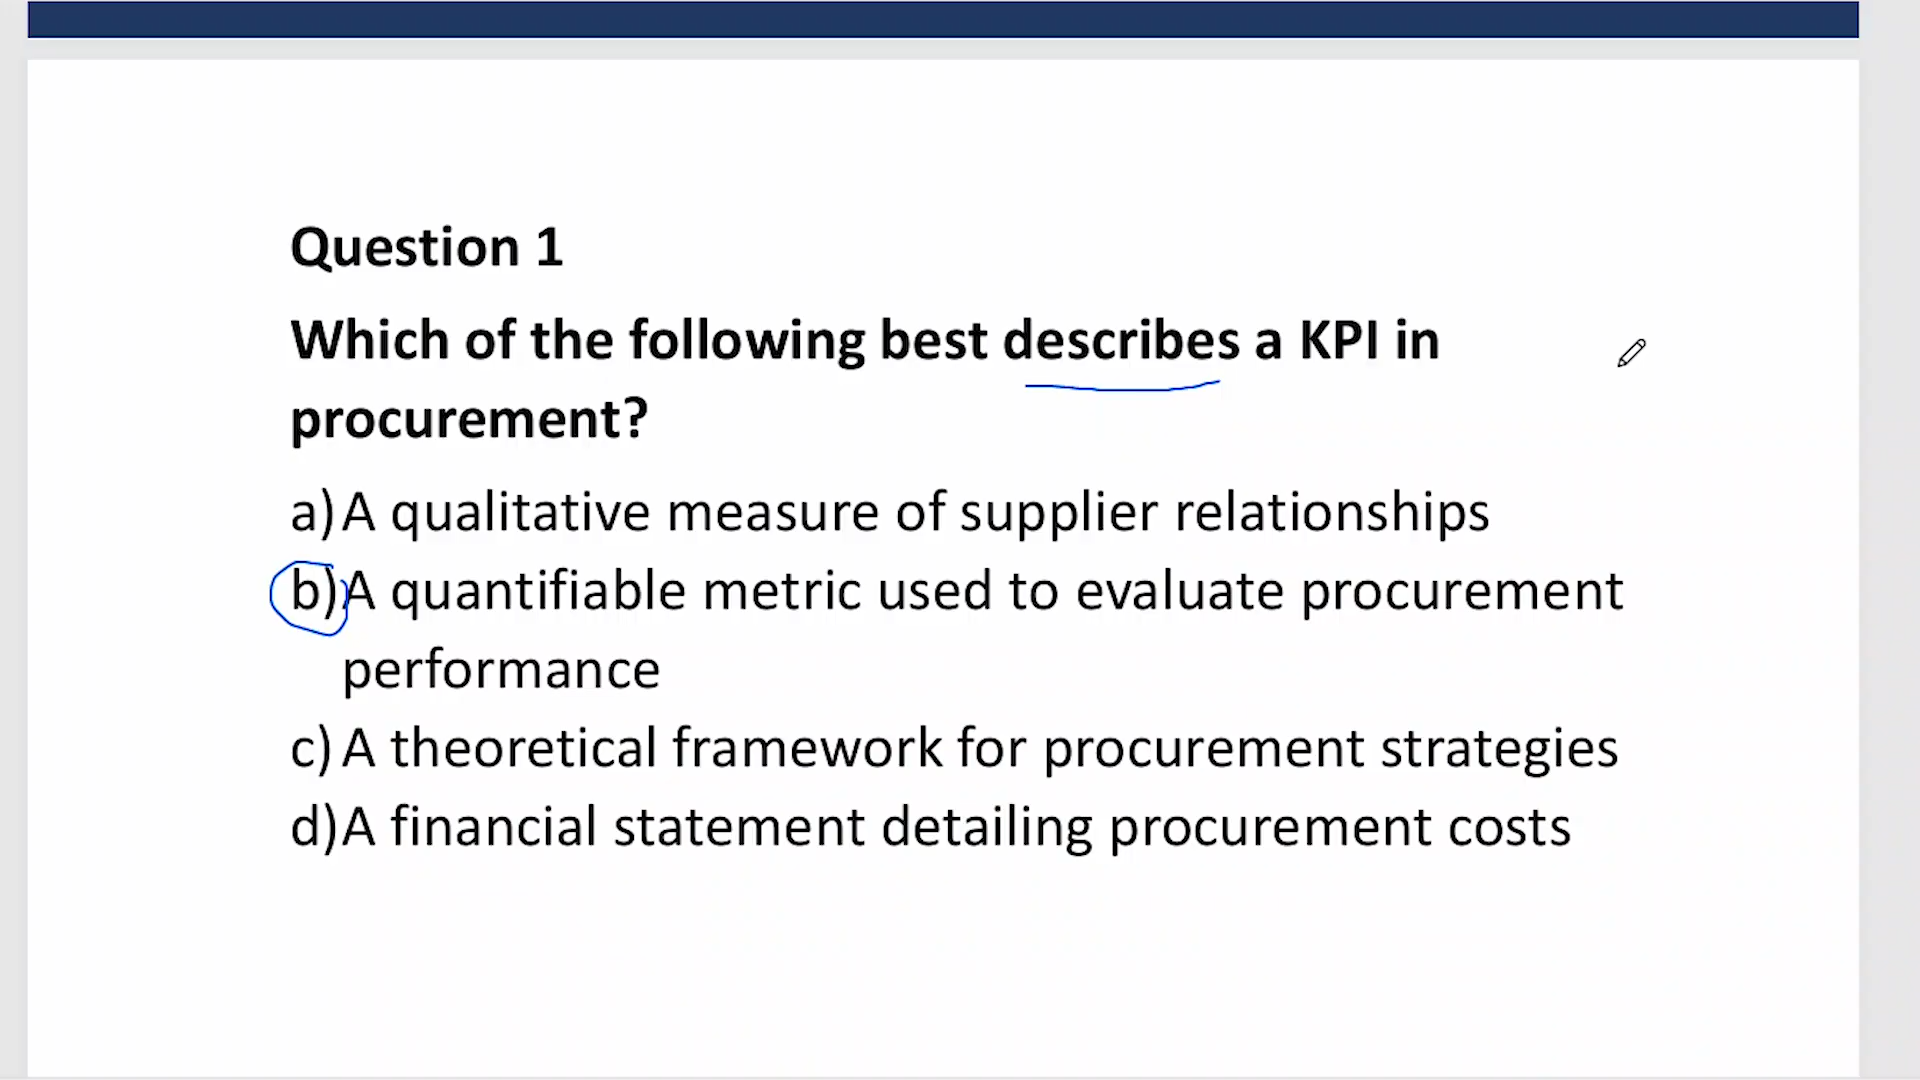 Question 1
Which of the following best describes a KPI in
procurement?
a) A qualitative measure of supplier relationships
b) A quantifiable metric used to evaluate procurement
performance
c) A theoretical framework for procurement strategies
d) A financial statement detailing procurement costs